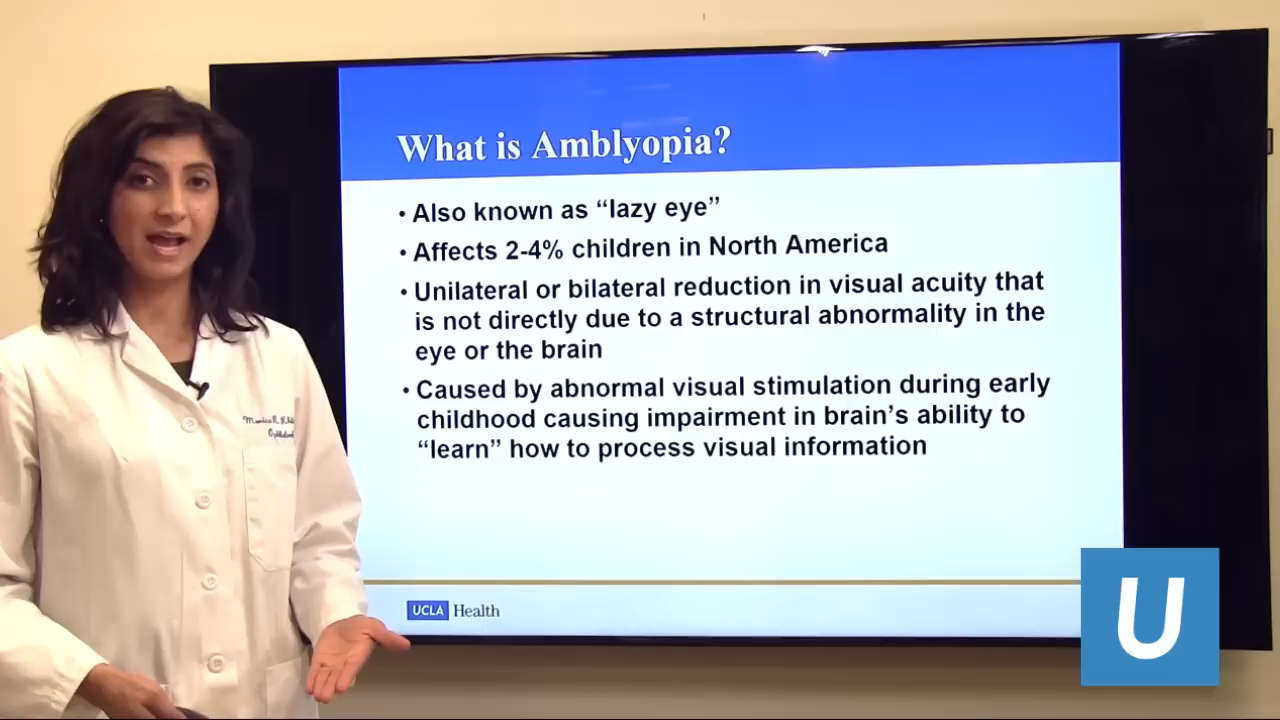 What is Amblyopia?
• Also known as “lazy eye”
• Affects 2-4% children in North America
• Unilateral or bilateral reduction in visual acuity that
is not directly due to a structural abnormality in the
eye or the brain
• Caused by abnormal visual stimulation during early
childhood causing impairment in brain’s ability to
“learn” how to process visual information
UCLA Health
U